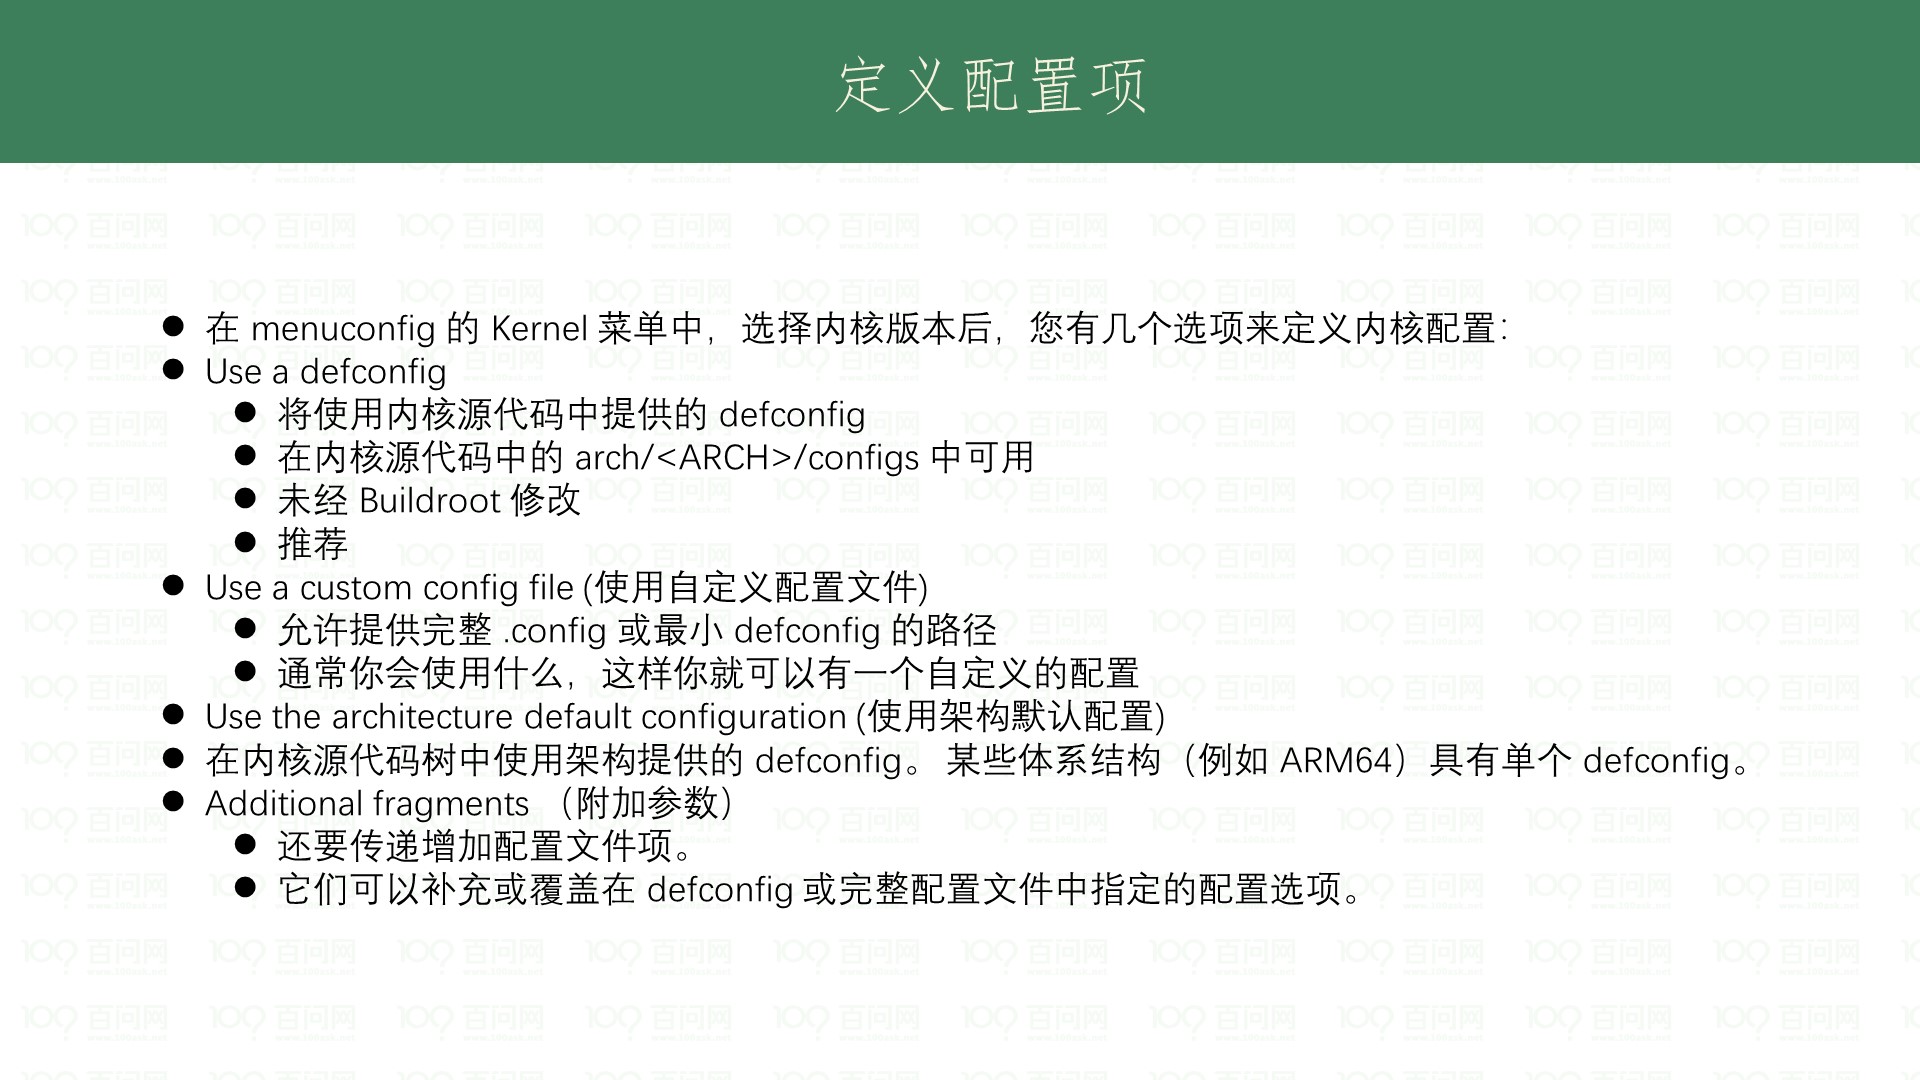 定义配置项
● 在 menuconfig 的 Kernel 菜单中，选择内核版本后，您有几个选项来定义内核配置：
● Use a defconfig
● 将使用内核源代码中提供的 defconfig
● 在内核源代码中的 arch/<ARCH>/configs 中可用
● 未经 Buildroot 修改
● 推荐
● Use a custom config file (使用自定义配置文件)
● 允许提供完整 .config 或最小 defconfig 的路径
● 通常你会使用什么，这样你就可以有一个自定义的配置
● Use the architecture default configuration (使用架构默认配置)
● 在内核源代码树中使用架构提供的 defconfig。 某些体系结构（例如 ARM64）具有单个 defconfig。
● Additional fragments （附加参数）
● 还要传递增加配置文件项。
● 它们可以补充或覆盖在 defconfig 或完整配置文件中指定的配置选项。